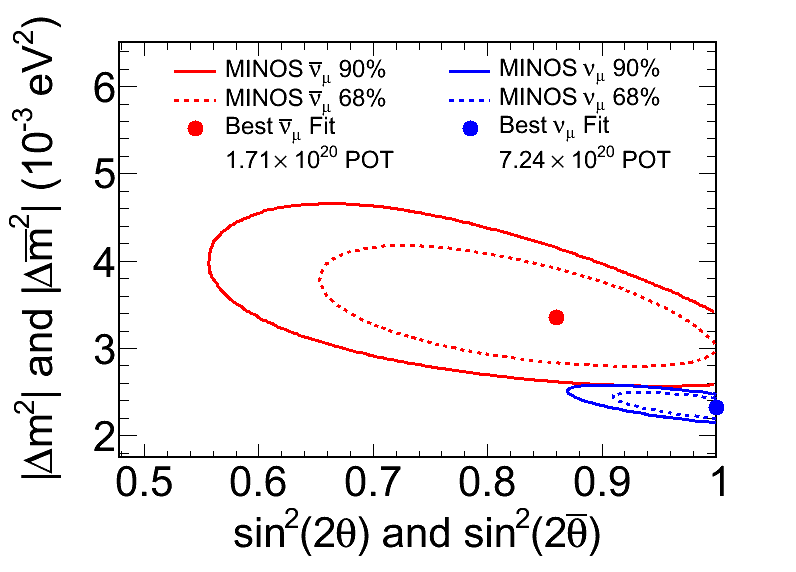 |Δm²| and |Δm̅²| (10⁻³ eV²)
6
5
4
3
2
MINOS ν̅μ 90%
MINOS ν̅μ 68%
Best ν̅μ Fit
1.71 × 10²⁰ POT
MINOS νμ 90%
MINOS νμ 68%
Best νμ Fit
7.24 × 10²⁰ POT
0.5 0.6 0.7 0.8 0.9 1
sin²(2θ) and sin²(2θ̅)